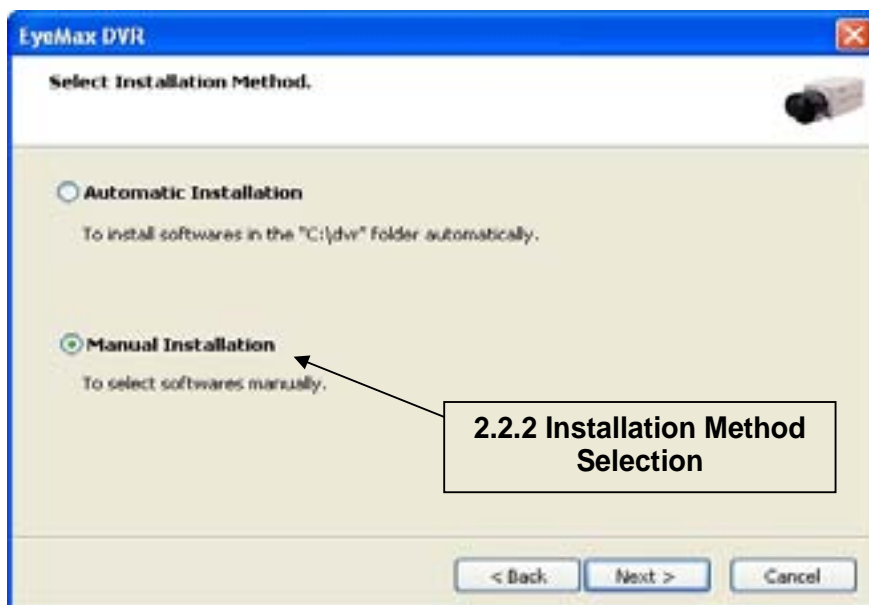 EyeMax DVR
Select Installation Method.
Automatic Installation
To install softwares in the "C:\dvr" folder automatically.
Manual Installation
To select softwares manually.
2.2.2 Installation Method
Selection
< Back
Next >
Cancel